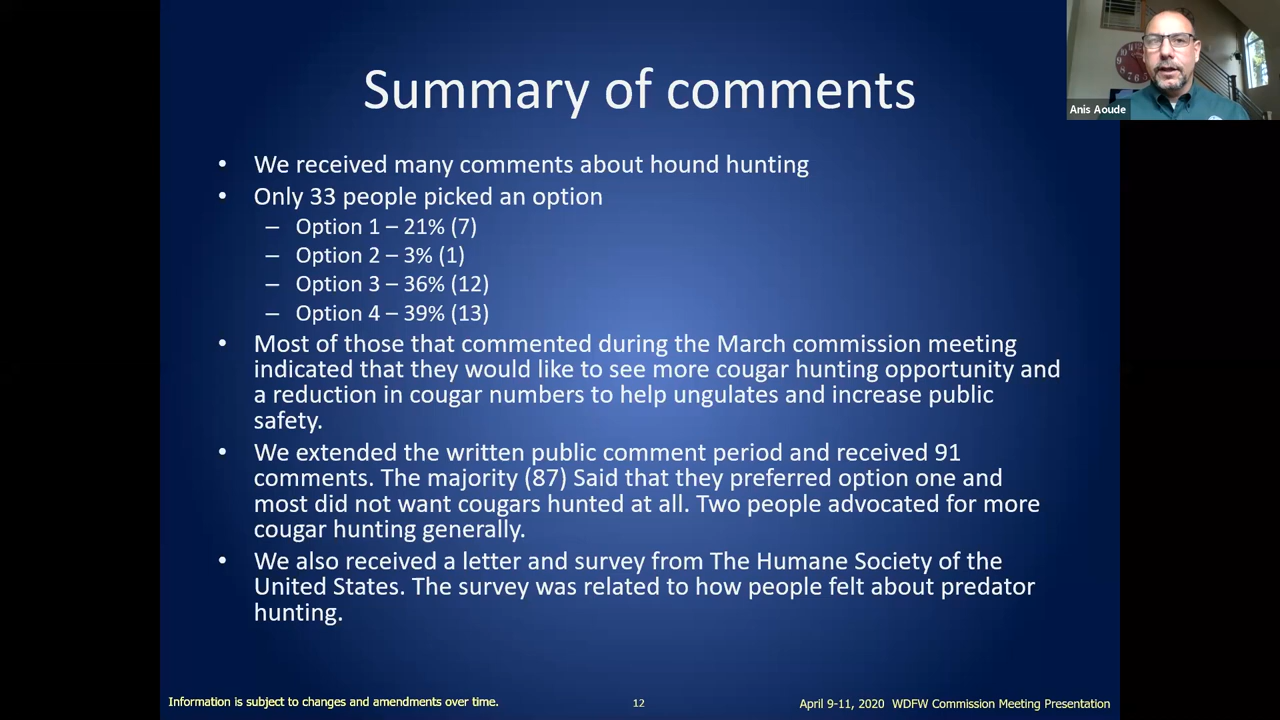 Summary of comments
Anis Aoude
• We received many comments about hound hunting
• Only 33 people picked an option
– Option 1 – 21% (7)
– Option 2 – 3% (1)
– Option 3 – 36% (12)
– Option 4 – 39% (13)
• Most of those that commented during the March commission meeting
indicated that they would like to see more cougar hunting opportunity and
a reduction in cougar numbers to help ungulates and increase public
safety.
• We extended the written public comment period and received 91
comments. The majority (87) Said that they preferred option one and
most did not want cougars hunted at all. Two people advocated for more
cougar hunting generally.
• We also received a letter and survey from The Humane Society of the
United States. The survey was related to how people felt about predator
hunting.
Information is subject to changes and amendments over time.
12
April 9-11, 2020 WDFW Commission Meeting Presentation